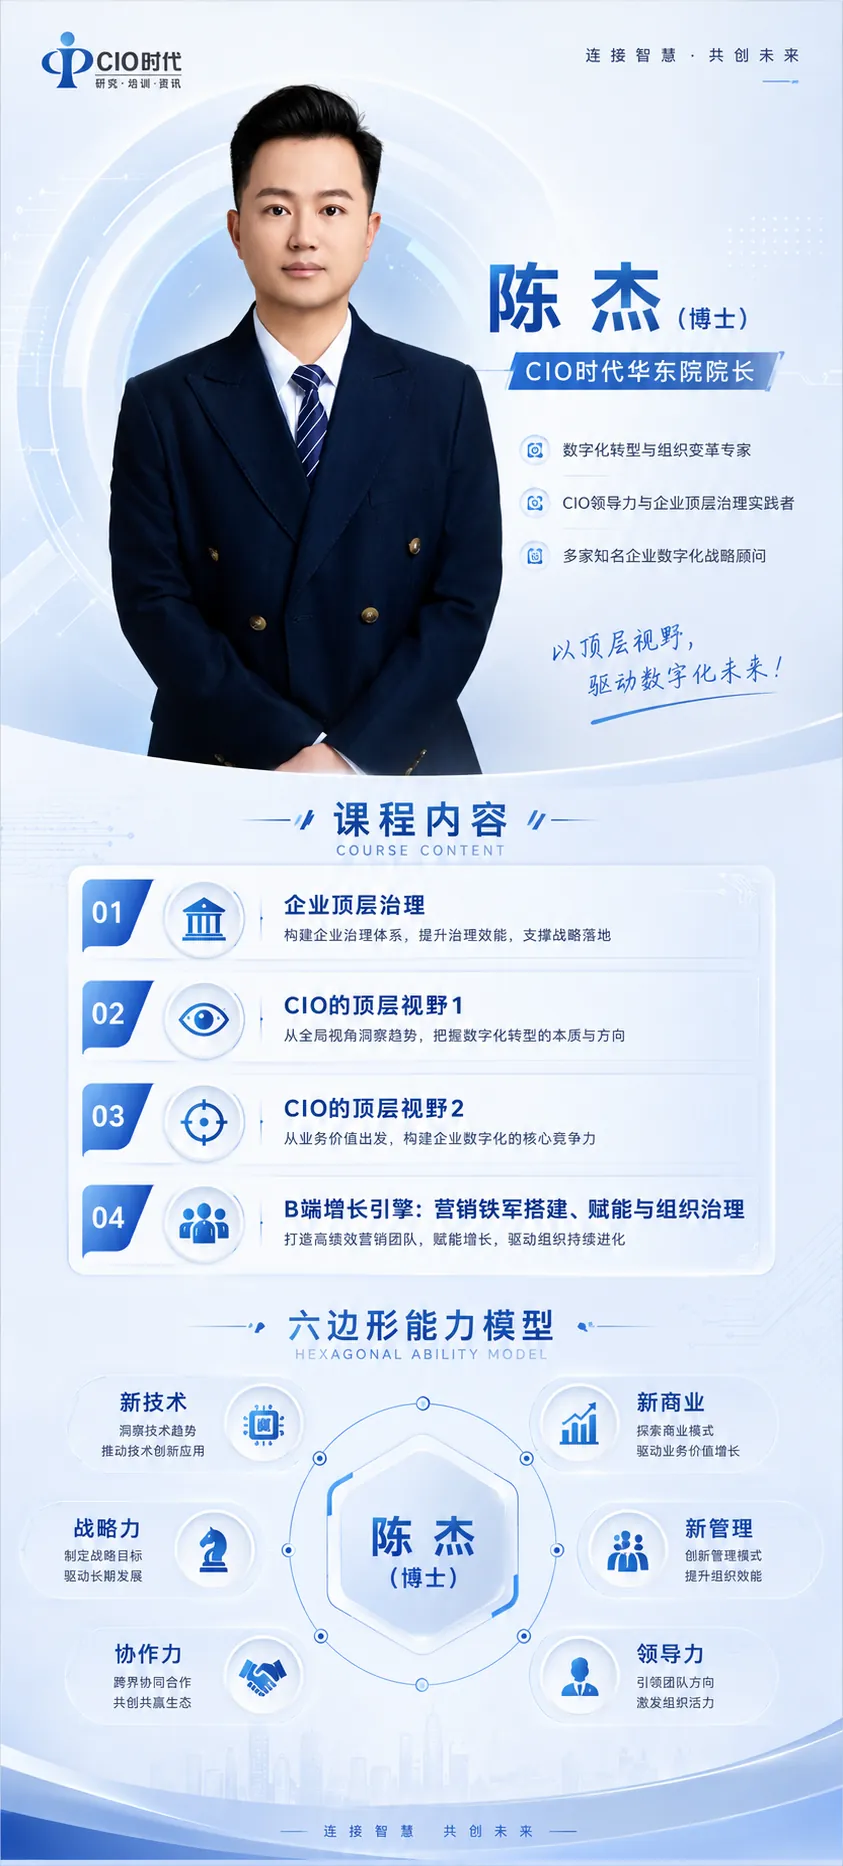 CIO时代
研究·培训·资讯
连接智慧·共创未来
陈杰（博士）
CIO时代华东院院长
数字化转型与组织变革专家
CIO领导力与企业顶层治理实践者
多家知名企业数字化战略顾问
以顶层视野，
驱动数字化未来！
课程内容
COURSE CONTENT
01
企业顶层治理
构建企业治理体系，提升治理效能，支撑战略落地
02
CIO的顶层视野1
从全局视角洞察趋势，把握数字化转型的本质与方向
03
CIO的顶层视野2
从业务价值出发，构建企业数字化的核心竞争力
04
B端增长引擎：营销铁军搭建、赋能与组织治理
打造高绩效营销团队，赋能增长，驱动组织持续进化
六边形能力模型
HEXAGONAL ABILITY MODEL
新技术
洞察技术趋势
推动技术创新应用
新商业
探索商业模式
驱动业务价值增长
战略力
制定战略目标
驱动长期发展
陈杰
（博士）
新管理
创新管理模式
提升组织效能
协作力
跨界协同合作
共创共赢生态
领导力
引领团队方向
激发组织活力
连接智慧 共创未来